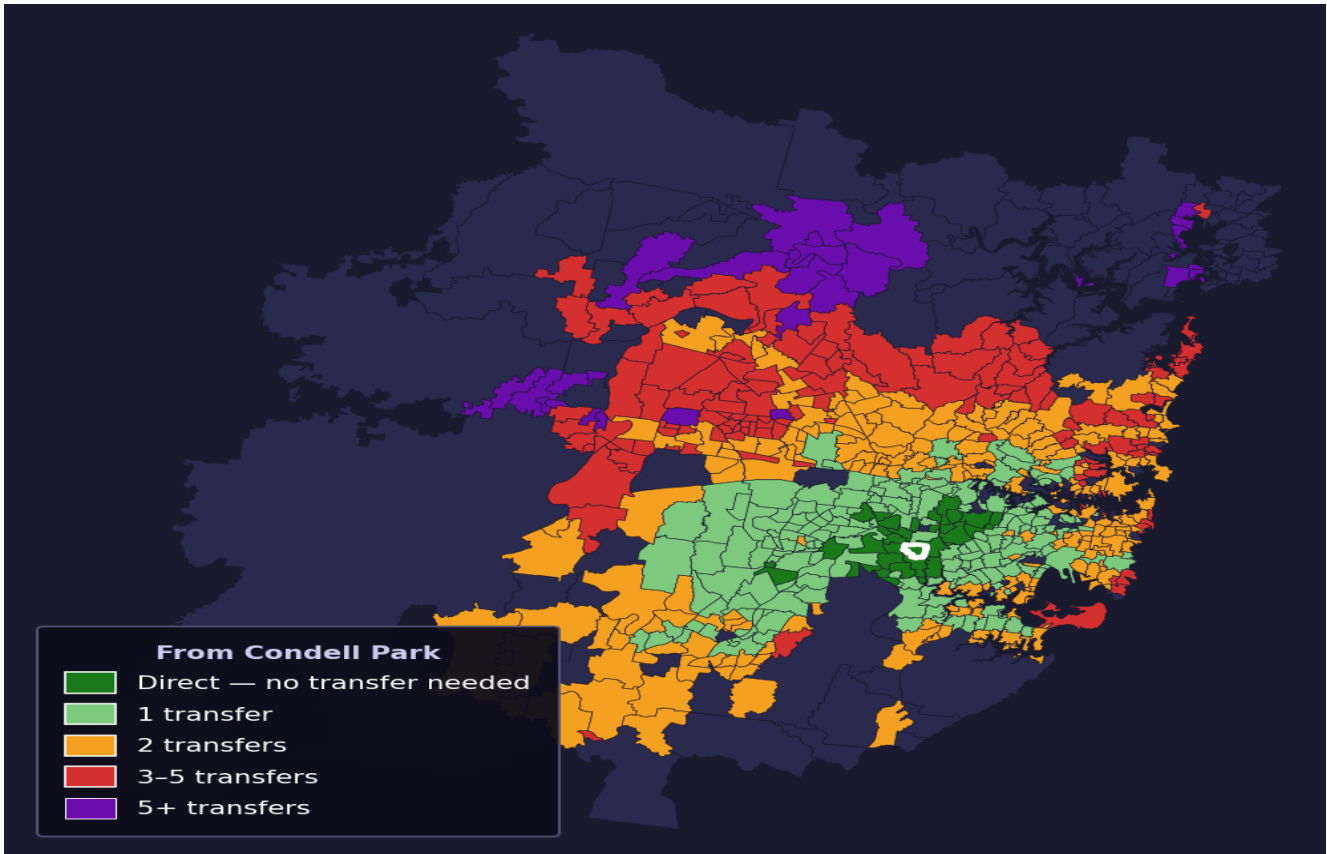 From Condell Park
Direct — no transfer needed
1 transfer
2 transfers
3–5 transfers
5+ transfers